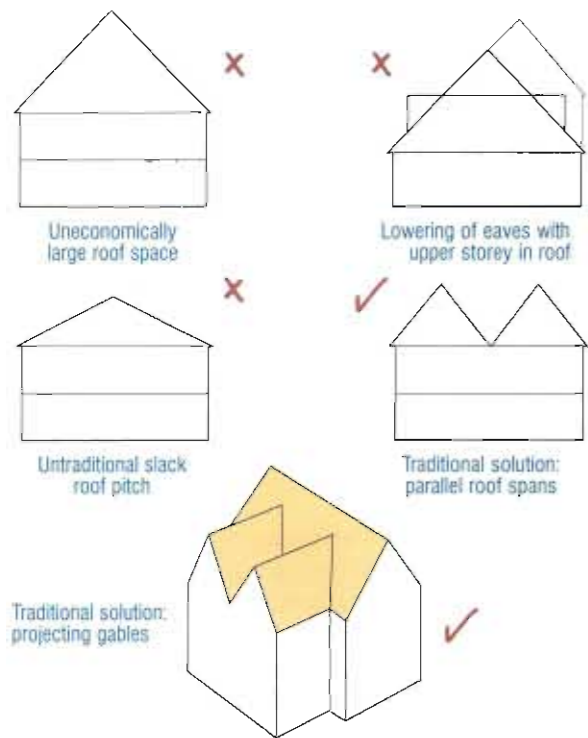 Uneconomically
large roof space
Lowering of eaves with
upper storey in roof
Untraditional slack
roof pitch
Traditional solution:
parallel roof spans
Traditional solution:
projecting gables